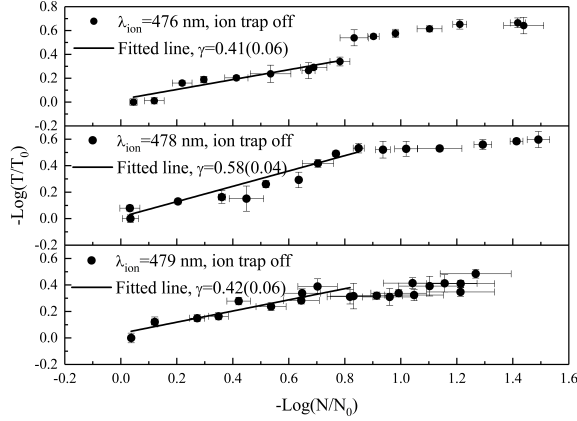 0.8
λion=476 nm, ion trap off
0.6
Fitted line, γ=0.41(0.06)
0.4
0.2
0.0
-0.2
0.6
λion=478 nm, ion trap off
Fitted line, γ=0.58(0.04)
0.4
0.2
0.0
-0.2
0.6
λion=479 nm, ion trap off
Fitted line, γ=0.42(0.06)
0.4
0.2
0.0
-0.2
-Log(T/T0)
-0.2 0.0 0.2 0.4 0.6 0.8 1.0 1.2 1.4 1.6
-Log(N/N0)